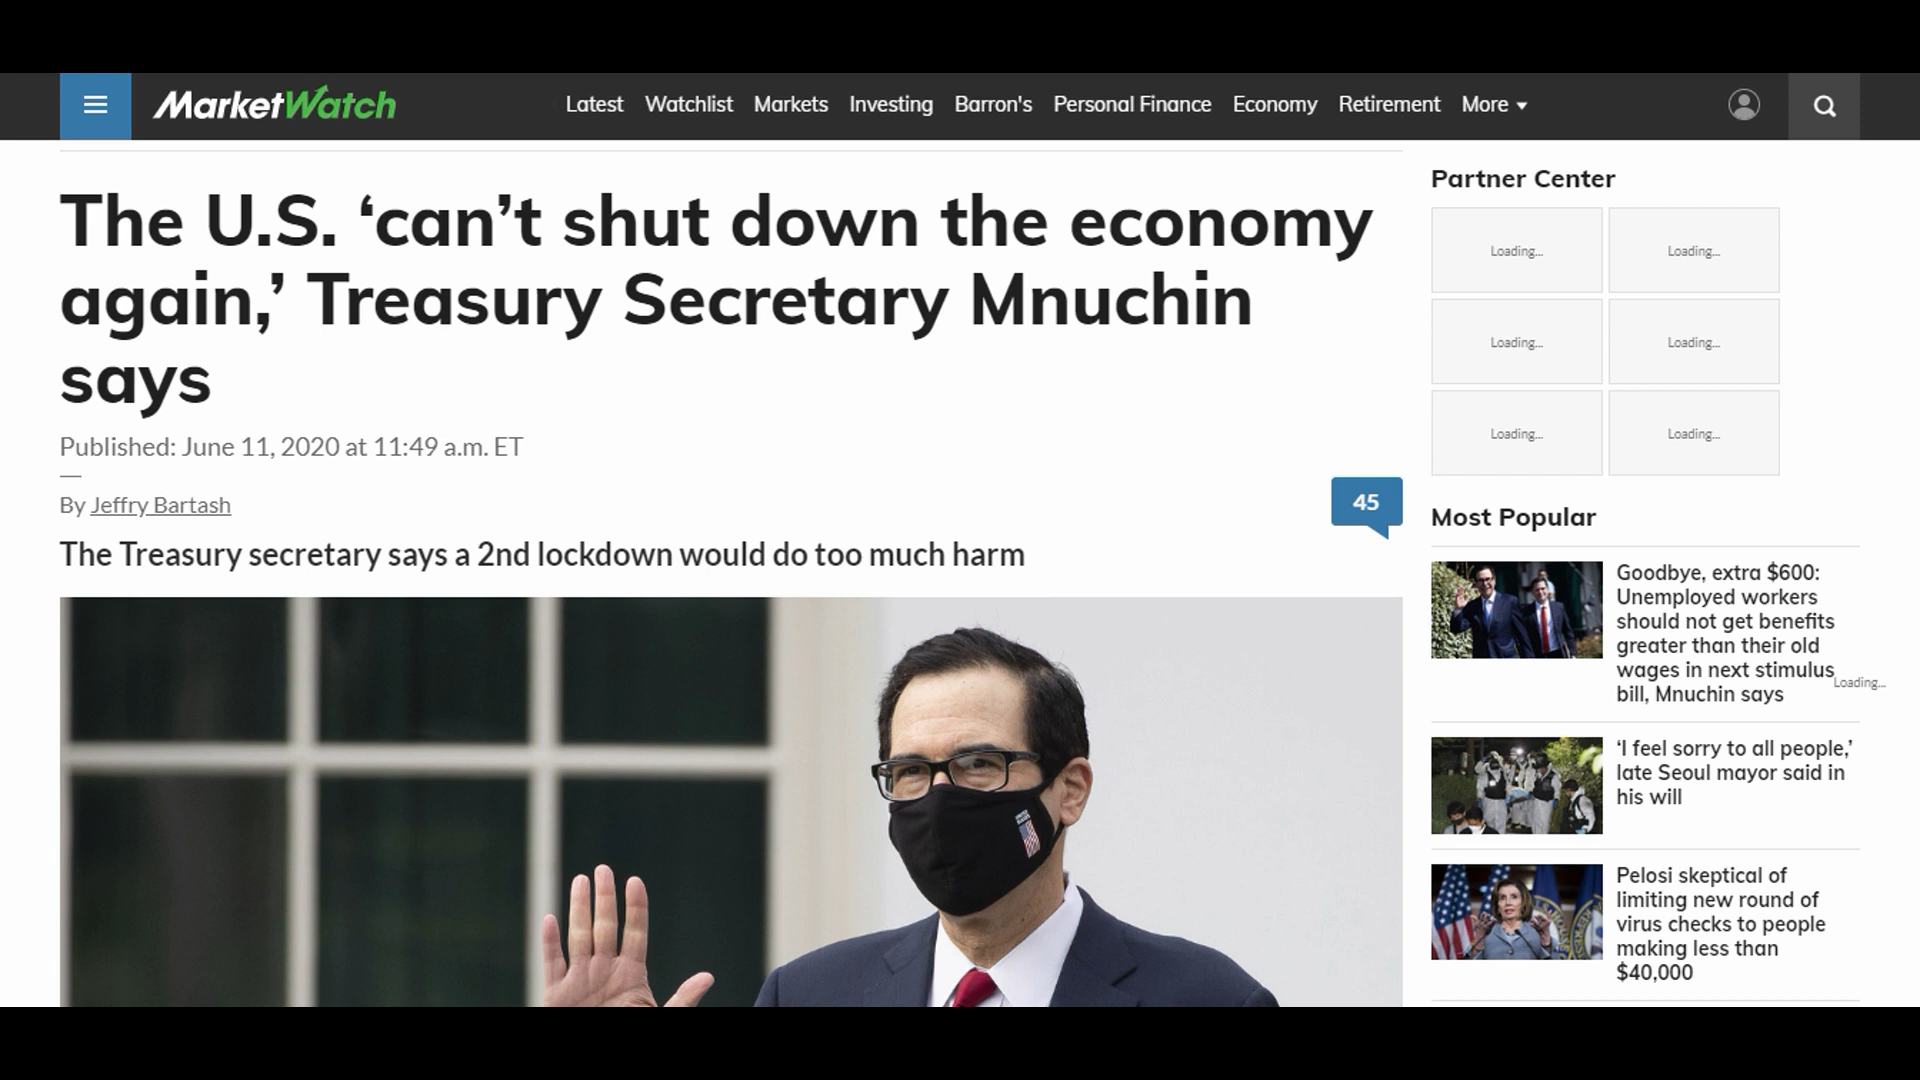 MarketWatch
Latest Watchlist Markets Investing Barron's Personal Finance Economy Retirement More
The U.S. ‘can’t shut down the economy
again,’ Treasury Secretary Mnuchin
says
Published: June 11, 2020 at 11:49 a.m. ET
By Jeffry Bartash
45
The Treasury secretary says a 2nd lockdown would do too much harm
Partner Center
Loading... Loading...
Loading... Loading...
Loading... Loading...
Most Popular
Goodbye, extra $600:
Unemployed workers
should not get benefits
greater than their old
wages in next stimulus
Loading...
bill, Mnuchin says
‘I feel sorry to all people,’
late Seoul mayor said in
his will
Pelosi skeptical of
limiting new round of
virus checks to people
making less than
$40,000